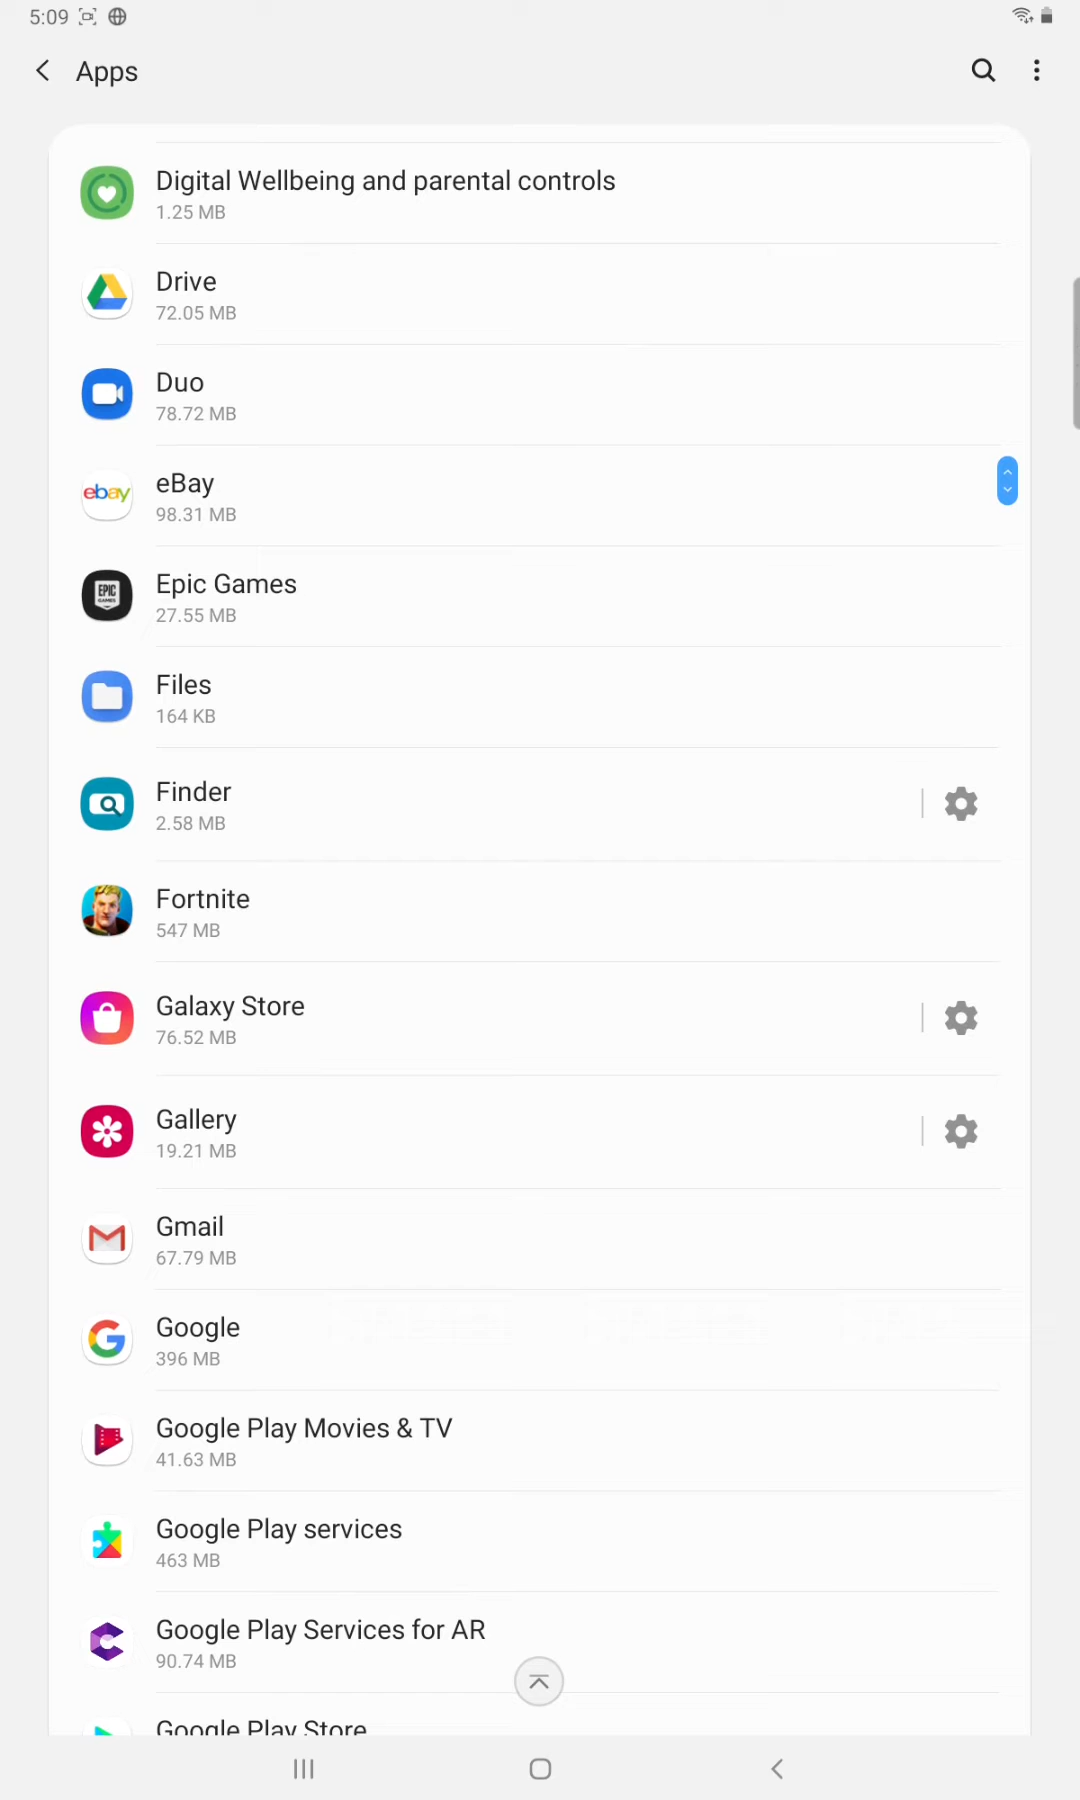 5:09
Apps
Digital Wellbeing and parental controls
1.25 MB
Drive
72.05 MB
Duo
78.72 MB
ebay
eBay
98.31 MB
EPIC
GAMES
Epic Games
27.55 MB
Files
164 KB
Finder
2.58 MB
Fortnite
547 MB
Galaxy Store
76.52 MB
Gallery
19.21 MB
Gmail
67.79 MB
Google
396 MB
Google Play Movies & TV
41.63 MB
Google Play services
463 MB
Google Play Services for AR
90.74 MB
Google Play Store